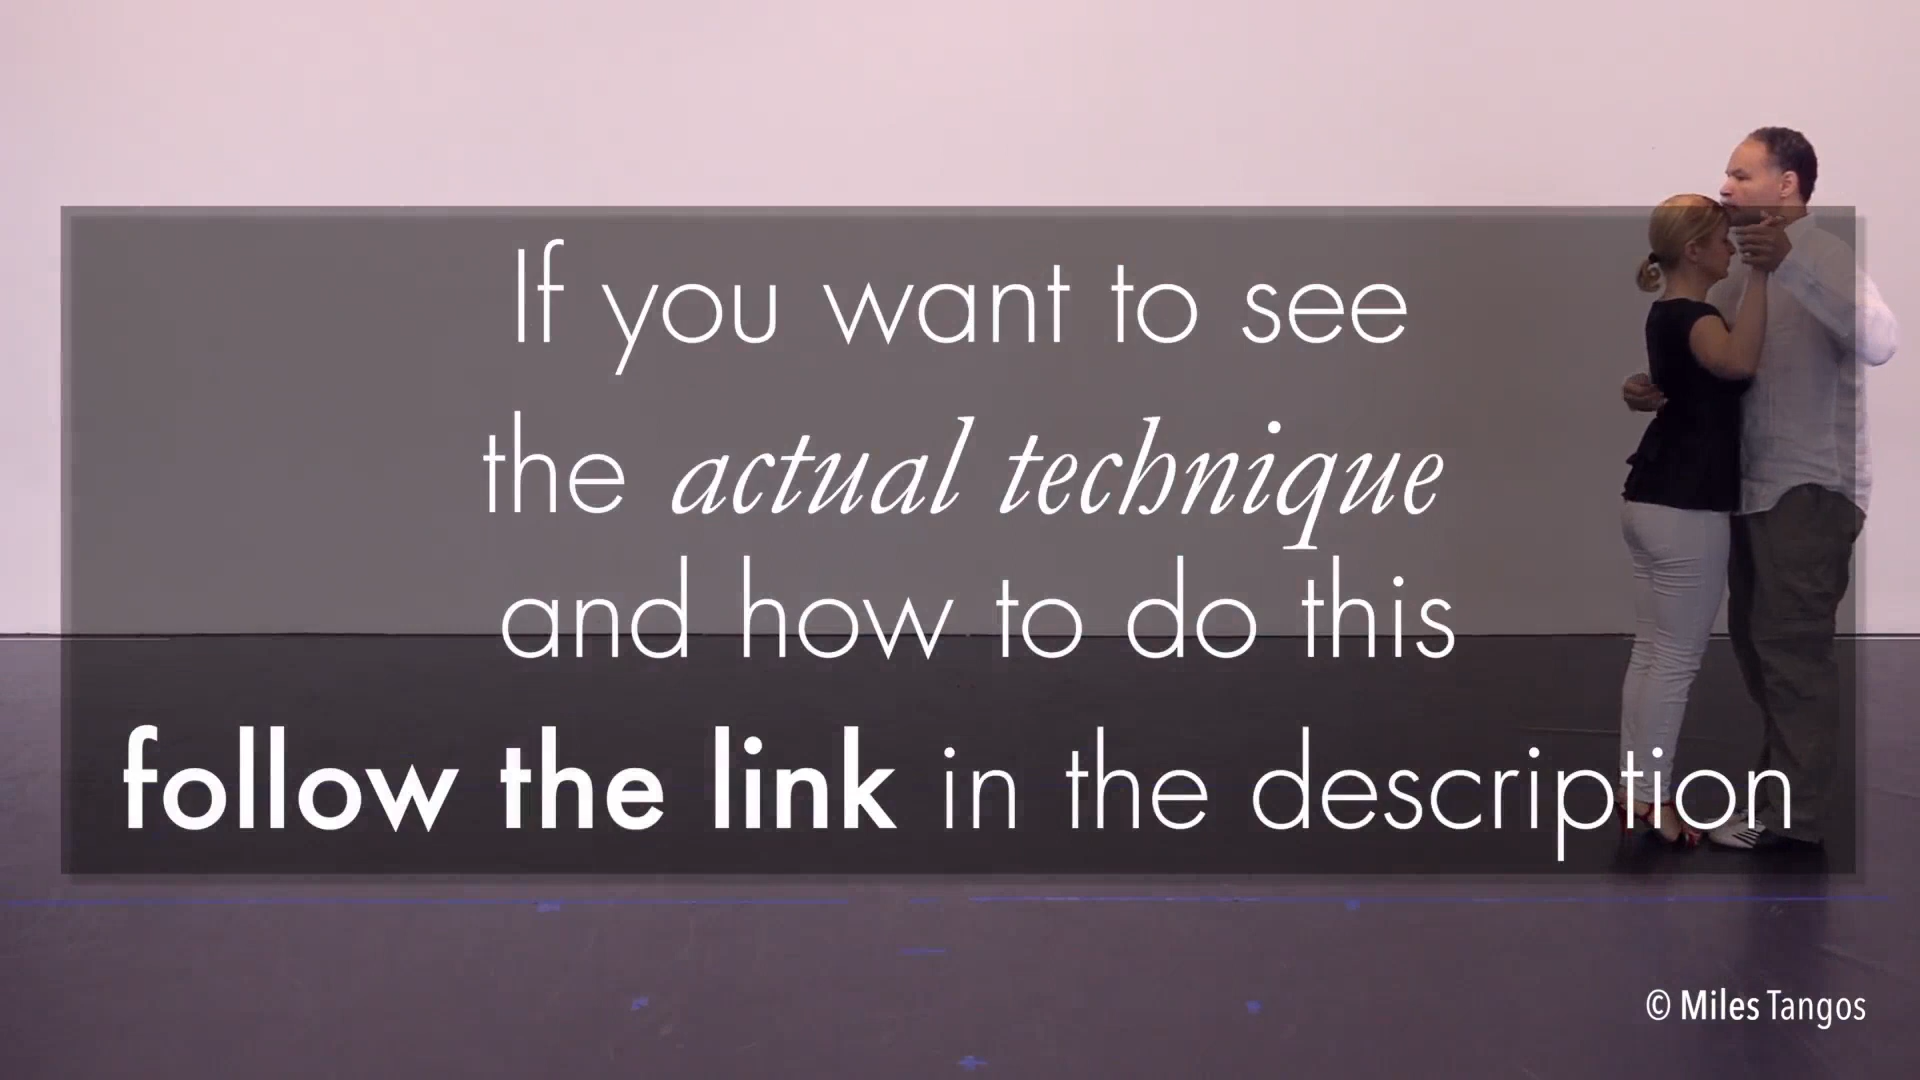 If you want to see
the actual technique
and how to do this
follow the link in the description
© Miles Tangos